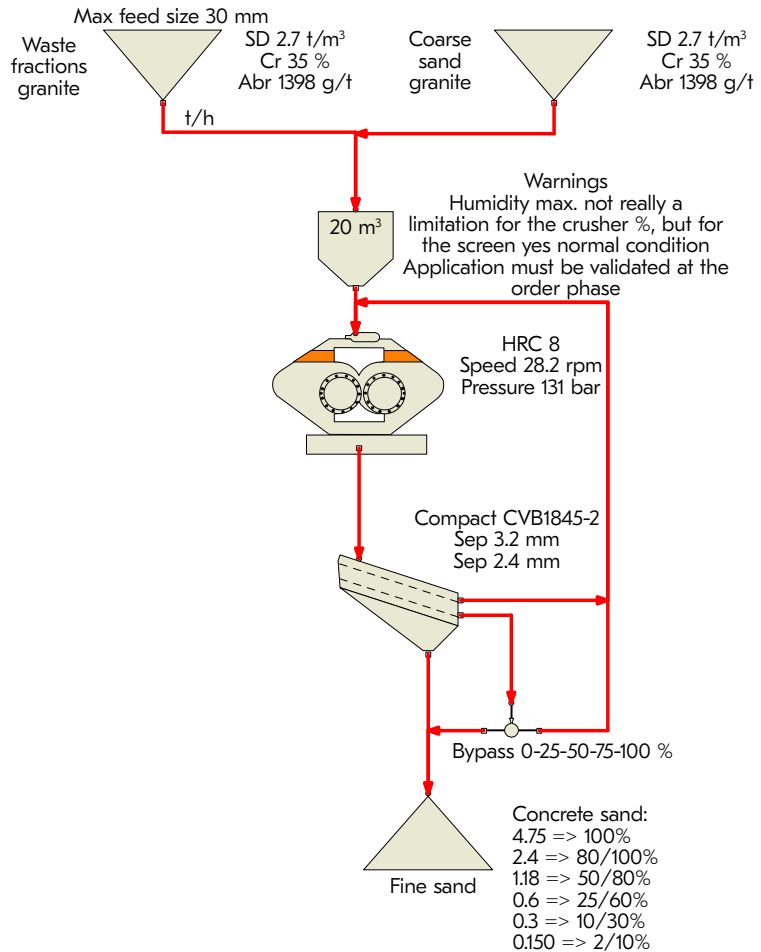 Max feed size 30 mm
Waste
fractions
granite
SD 2.7 t/m³
Cr 35 %
Abr 1398 g/t
Coarse
sand
granite
SD 2.7 t/m³
Cr 35 %
Abr 1398 g/t
t/h
Warnings
Humidity max. not really a
limitation for the crusher %, but for
the screen yes normal condition
Application must be validated at the
order phase
20 m³
HRC 8
Speed 28.2 rpm
Pressure 131 bar
Compact CVB1845-2
Sep 3.2 mm
Sep 2.4 mm
Bypass 0-25-50-75-100 %
Fine sand
Concrete sand:
4.75 => 100%
2.4 => 80/100%
1.18 => 50/80%
0.6 => 25/60%
0.3 => 10/30%
0.150 => 2/10%